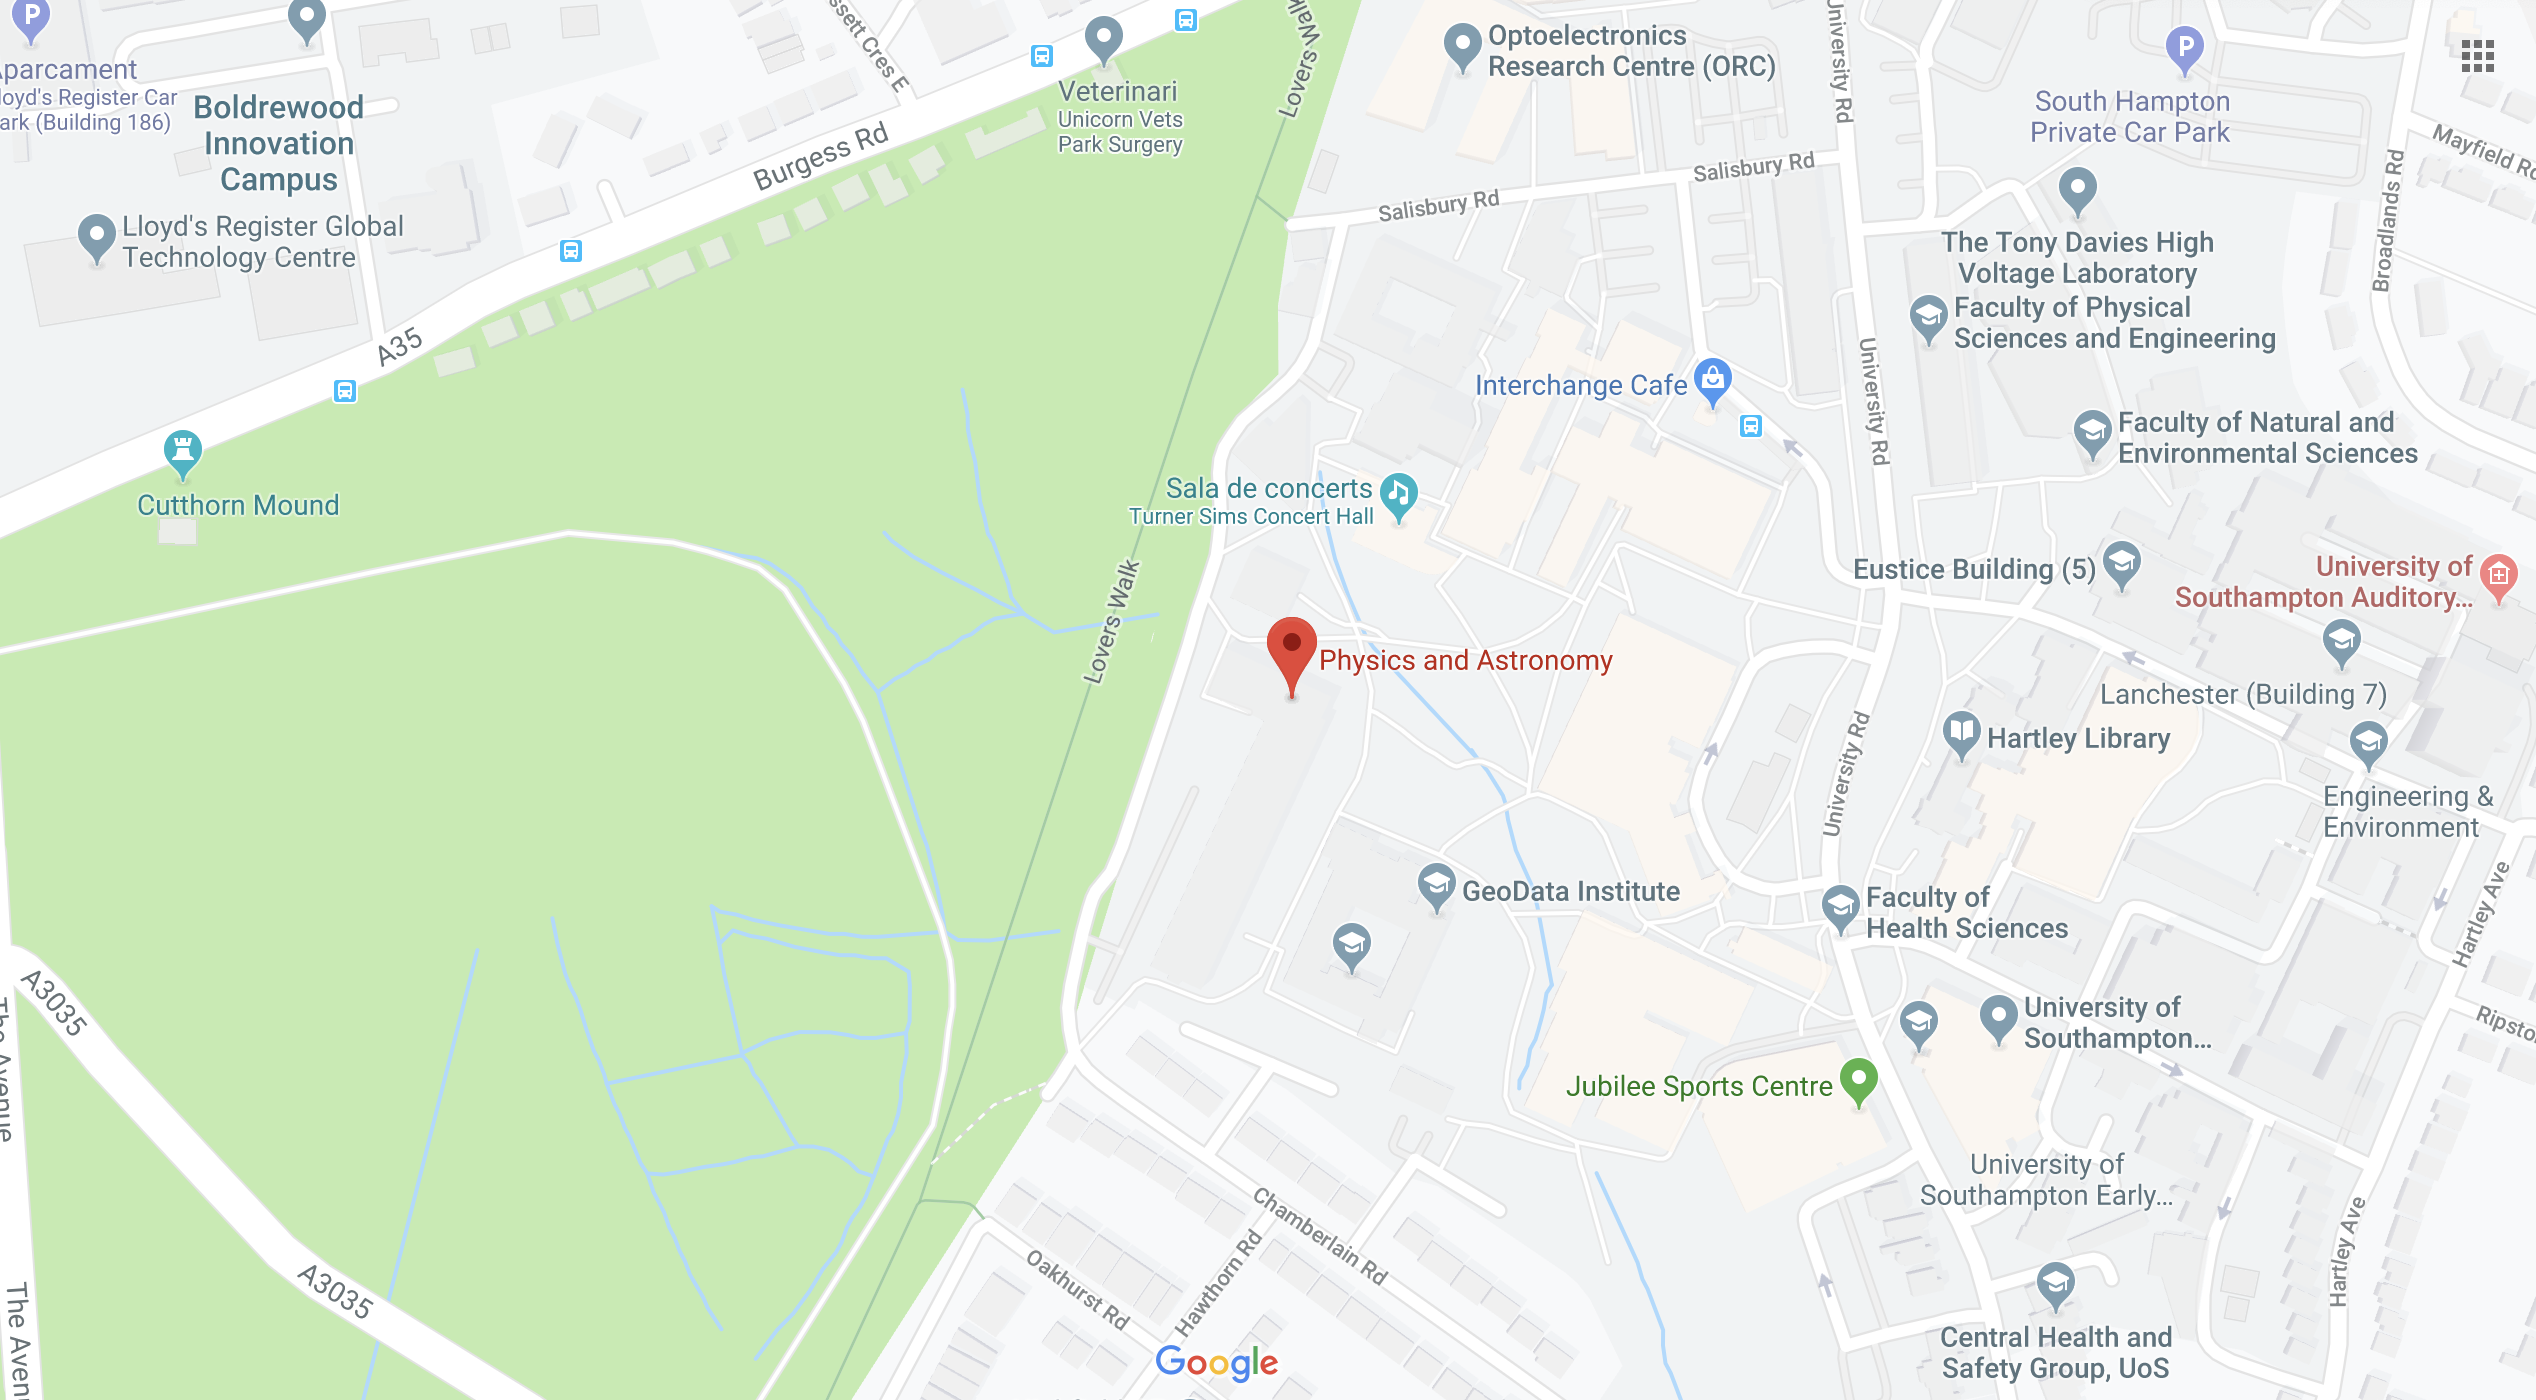 P
Aparcament
Lloyd's Register Car
Park (Building 186)
Boldrewood
Innovation
Campus
Lloyd's Register Global
Technology Centre
Cres E
Burgess Rd
A35
Cutthorn Mound
Veterinari
Unicorn Vets
Park Surgery
Lovers Walk
Optoelectronics
Research Centre (ORC)
University Rd
P
South Hampton
Private Car Park
Mayfield Rd
Broadlands Rd
Salisbury Rd
Salisbury Rd
The Tony Davies High
Voltage Laboratory
Faculty of Physical
Sciences and Engineering
Interchange Cafe
University Rd
Faculty of Natural and
Environmental Sciences
Sala de concerts
Turner Sims Concert Hall
Lovers Walk
Eustice Building (5)
University of
Southampton Auditory...
Physics and Astronomy
Lanchester (Building 7)
Hartley Library
University Rd
Engineering &
Environment
GeoData Institute
Faculty of
Health Sciences
Hartley Ave
A3035
The Avenue
University of
Southampton...
Ripsto
Jubilee Sports Centre
University of
Southampton Early...
Chamberlain Rd
Hawthorn Rd
Oakhurst Rd
Hartley Ave
A3035
The Aven
Central Health and
Safety Group, UoS
Google